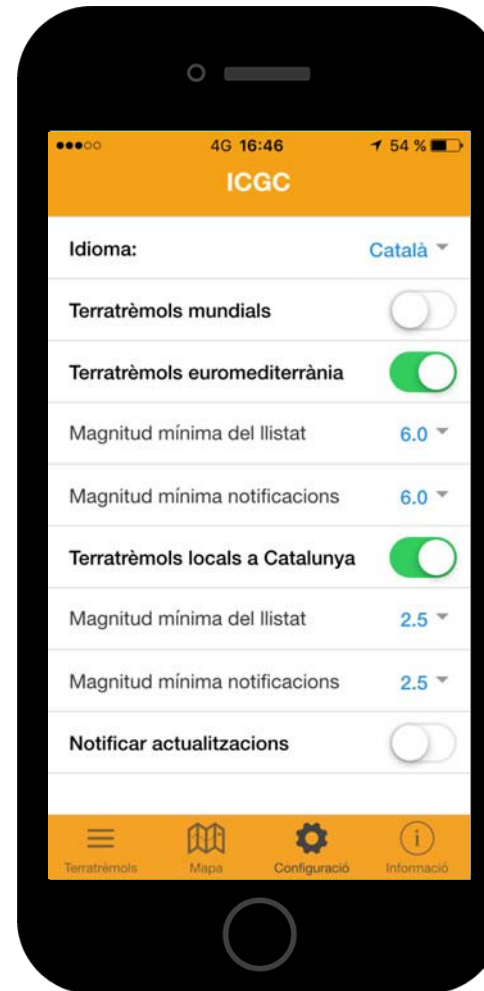 4G 16:46 54 %
ICGC
Idioma: Català
Terratrèmols mundials
Terratrèmols euromediterrània
Magnitud mínima del llistat 6.0
Magnitud mínima notificacions 6.0
Terratrèmols locals a Catalunya
Magnitud mínima del llistat 2.5
Magnitud mínima notificacions 2.5
Notificar actualitzacions
Terratrèmols Mapa Configuració Informació